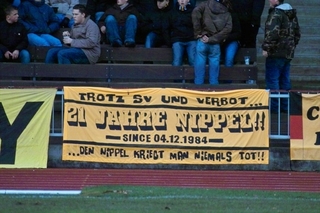 TROTZ SV UND VERBOT...
21 JAHRE NIPPEL!!
SINCE 04.12.1984
...DEN NIPPEL KRIEGT MAN NIEMALS TOT!!
Y
C